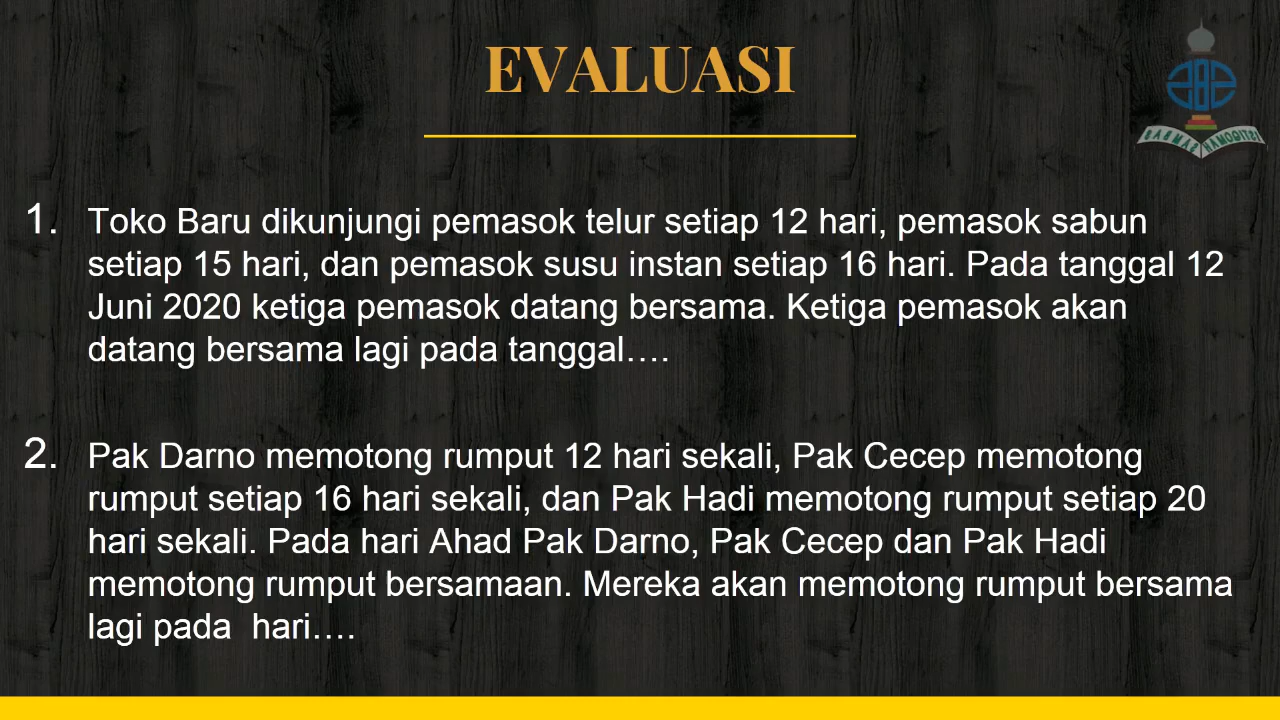 EVALUASI
1. Toko Baru dikunjungi pemasok telur setiap 12 hari, pemasok sabun
setiap 15 hari, dan pemasok susu instan setiap 16 hari. Pada tanggal 12
Juni 2020 ketiga pemasok datang bersama. Ketiga pemasok akan
datang bersama lagi pada tanggal….
2. Pak Darno memotong rumput 12 hari sekali, Pak Cecep memotong
rumput setiap 16 hari sekali, dan Pak Hadi memotong rumput setiap 20
hari sekali. Pada hari Ahad Pak Darno, Pak Cecep dan Pak Hadi
memotong rumput bersamaan. Mereka akan memotong rumput bersama
lagi pada  hari….